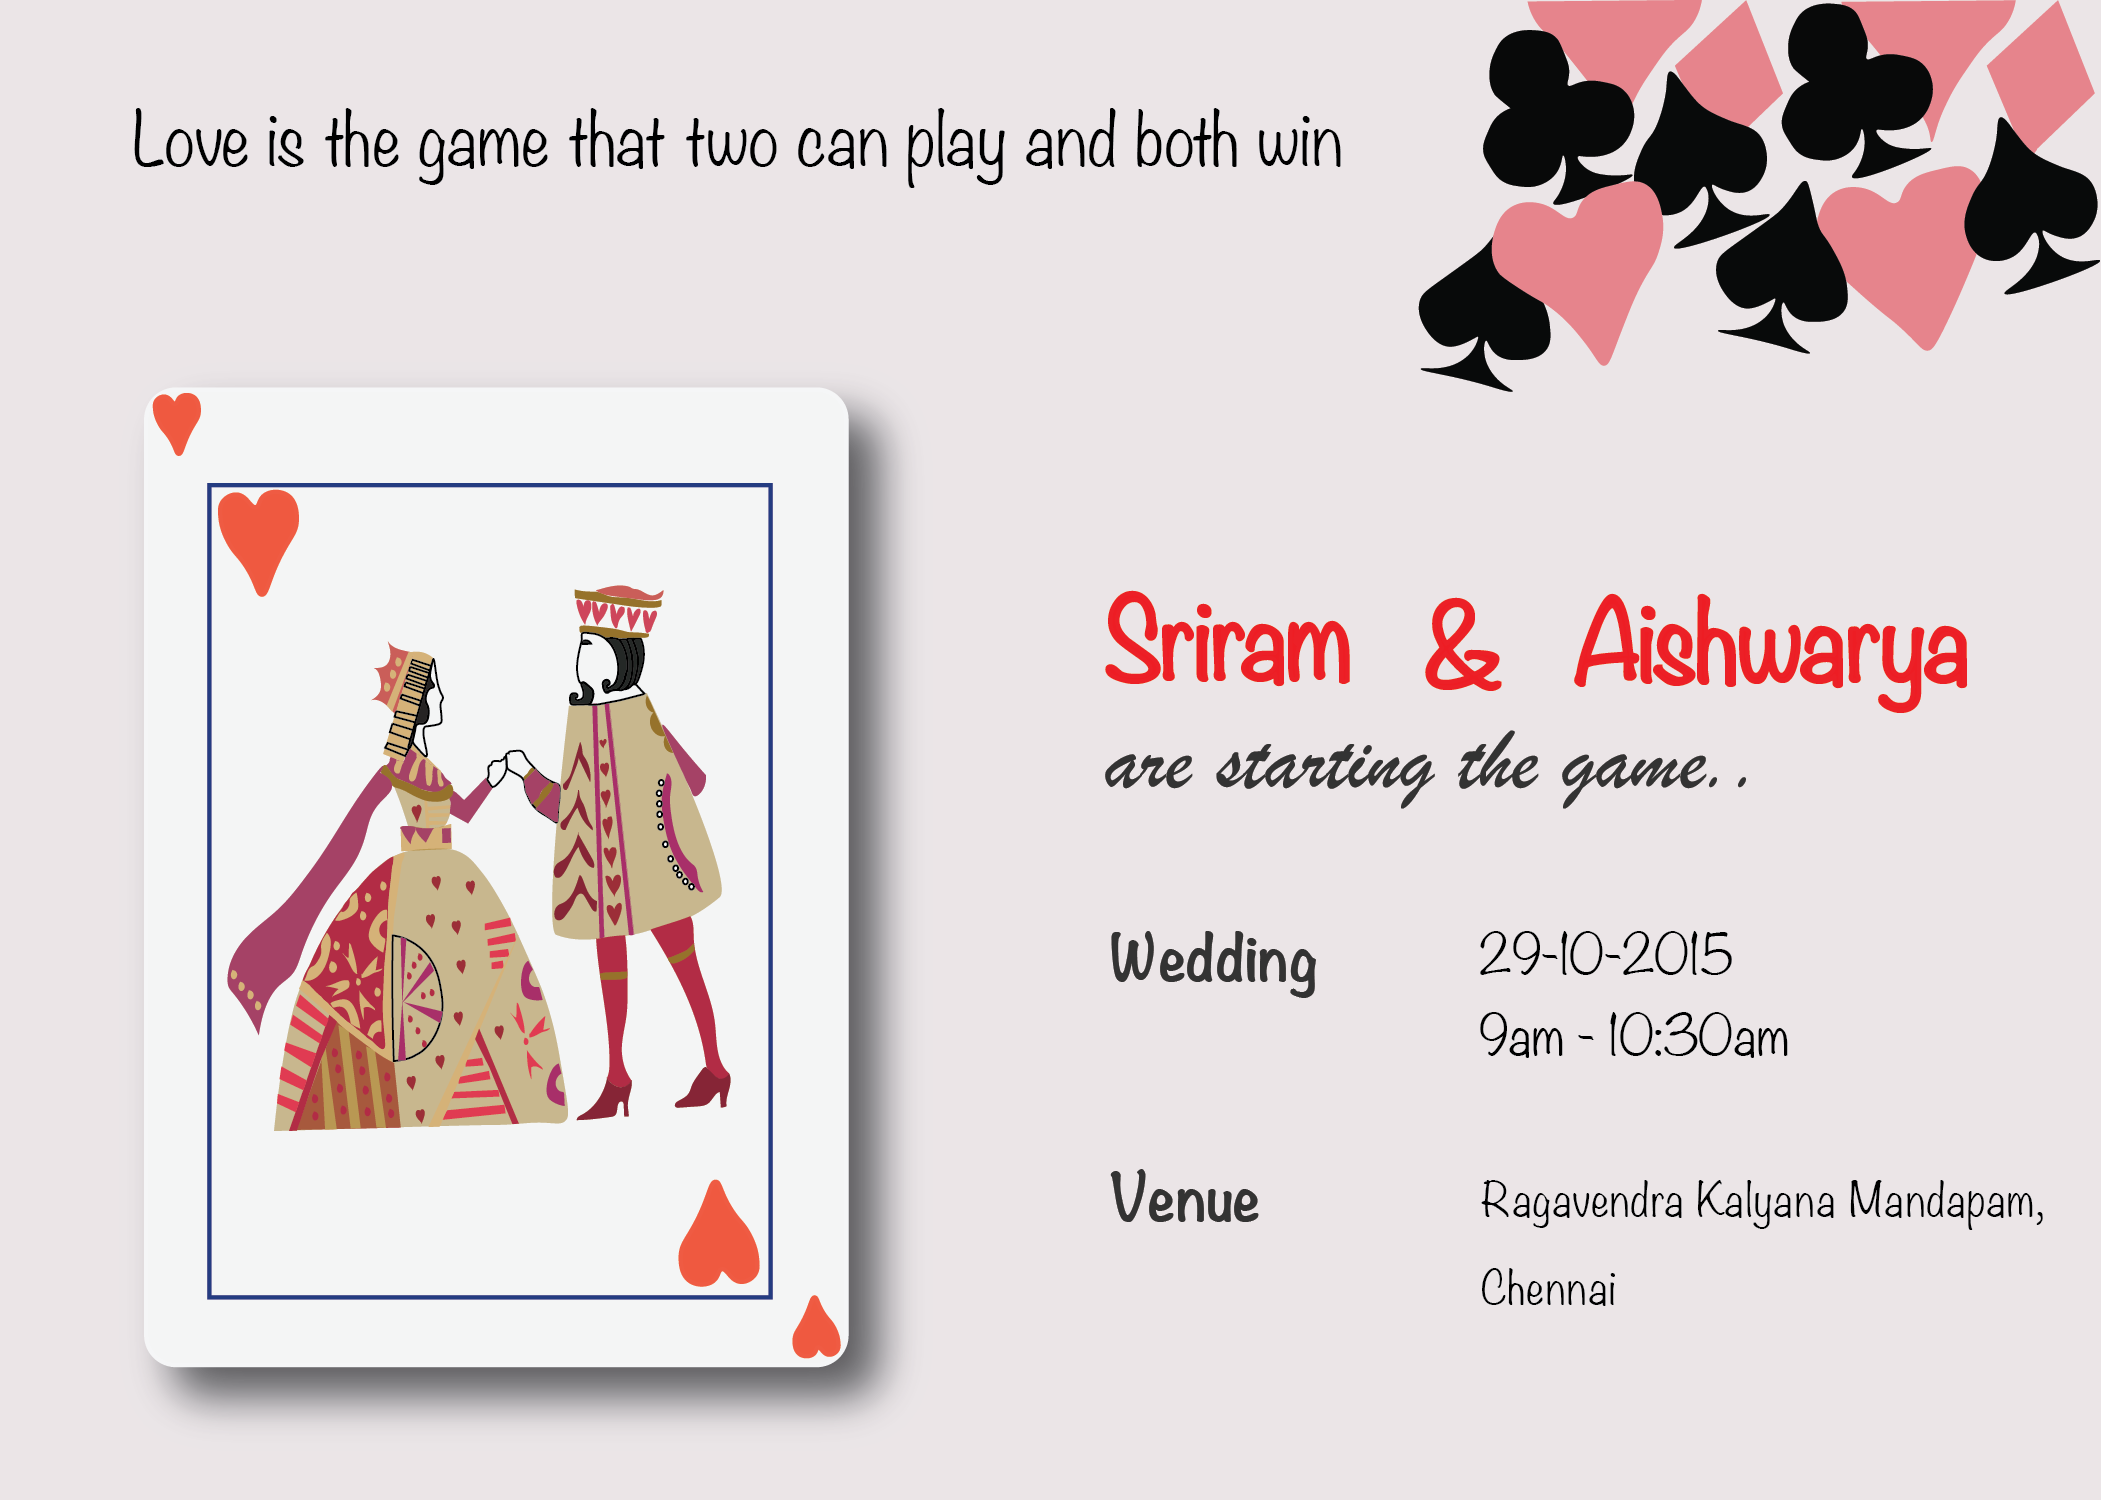 Love is the game that two can play and both win
Sriram & Aishwarya
are starting the game. .
Wedding 29-10-2015
9am - 10:30am
Venue Ragavendra Kalyana Mandapam,
Chennai